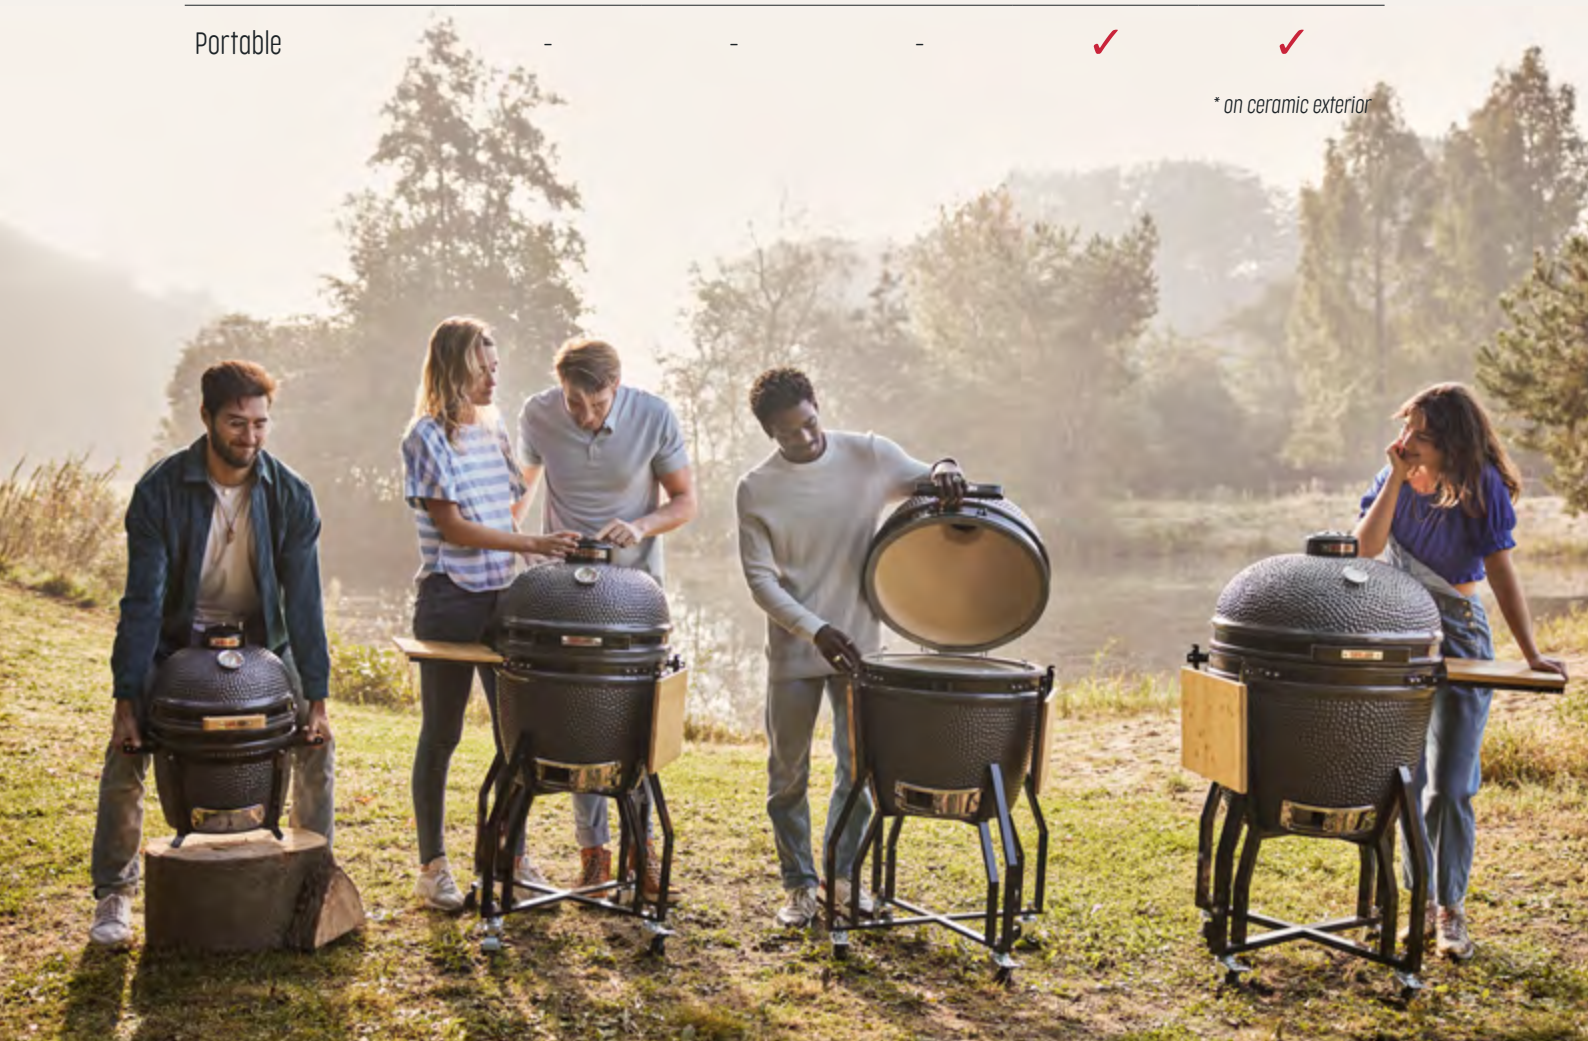 Portable - - - ✓ ✓
* on ceramic exterior